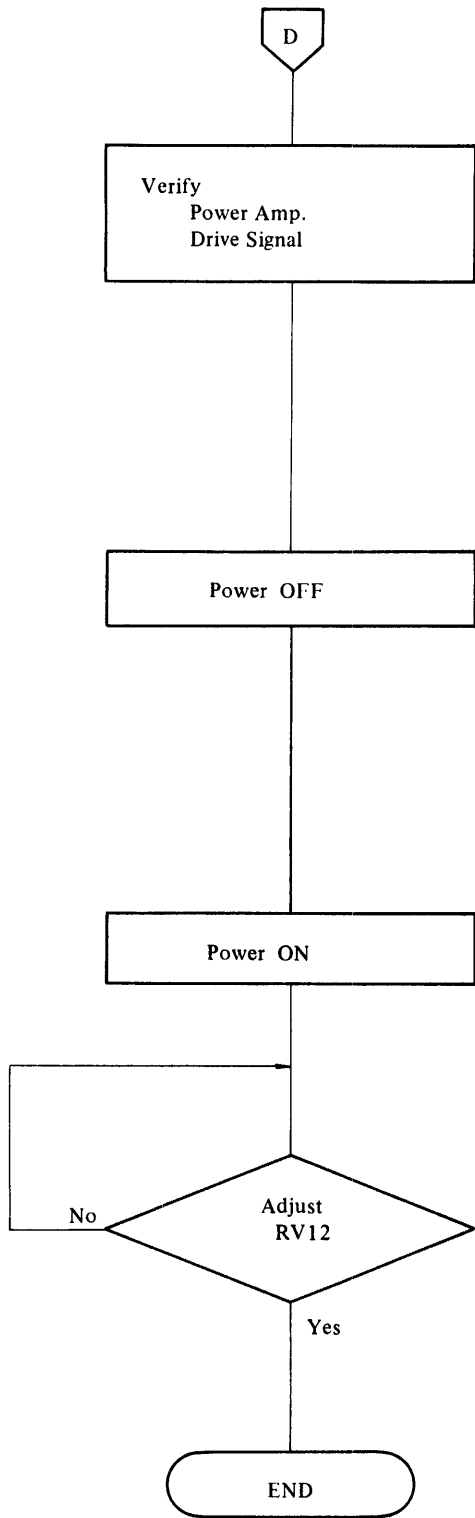 D
Verify
Power Amp.
Drive Signal
Power OFF
Power ON
Adjust
RV12
No
Yes
END